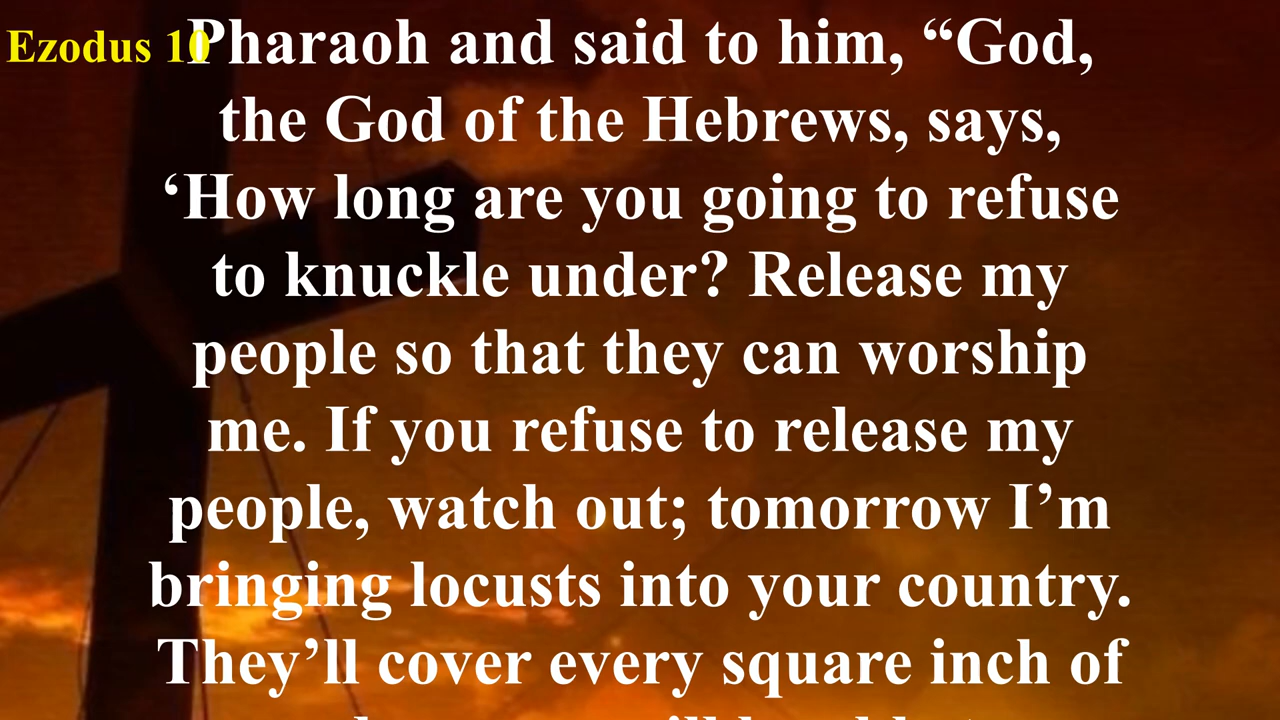 Ezodus 10
Pharaoh and said to him, “God,
the God of the Hebrews, says,
‘How long are you going to refuse
to knuckle under? Release my
people so that they can worship
me. If you refuse to release my
people, watch out; tomorrow I’m
bringing locusts into your country.
They’ll cover every square inch of